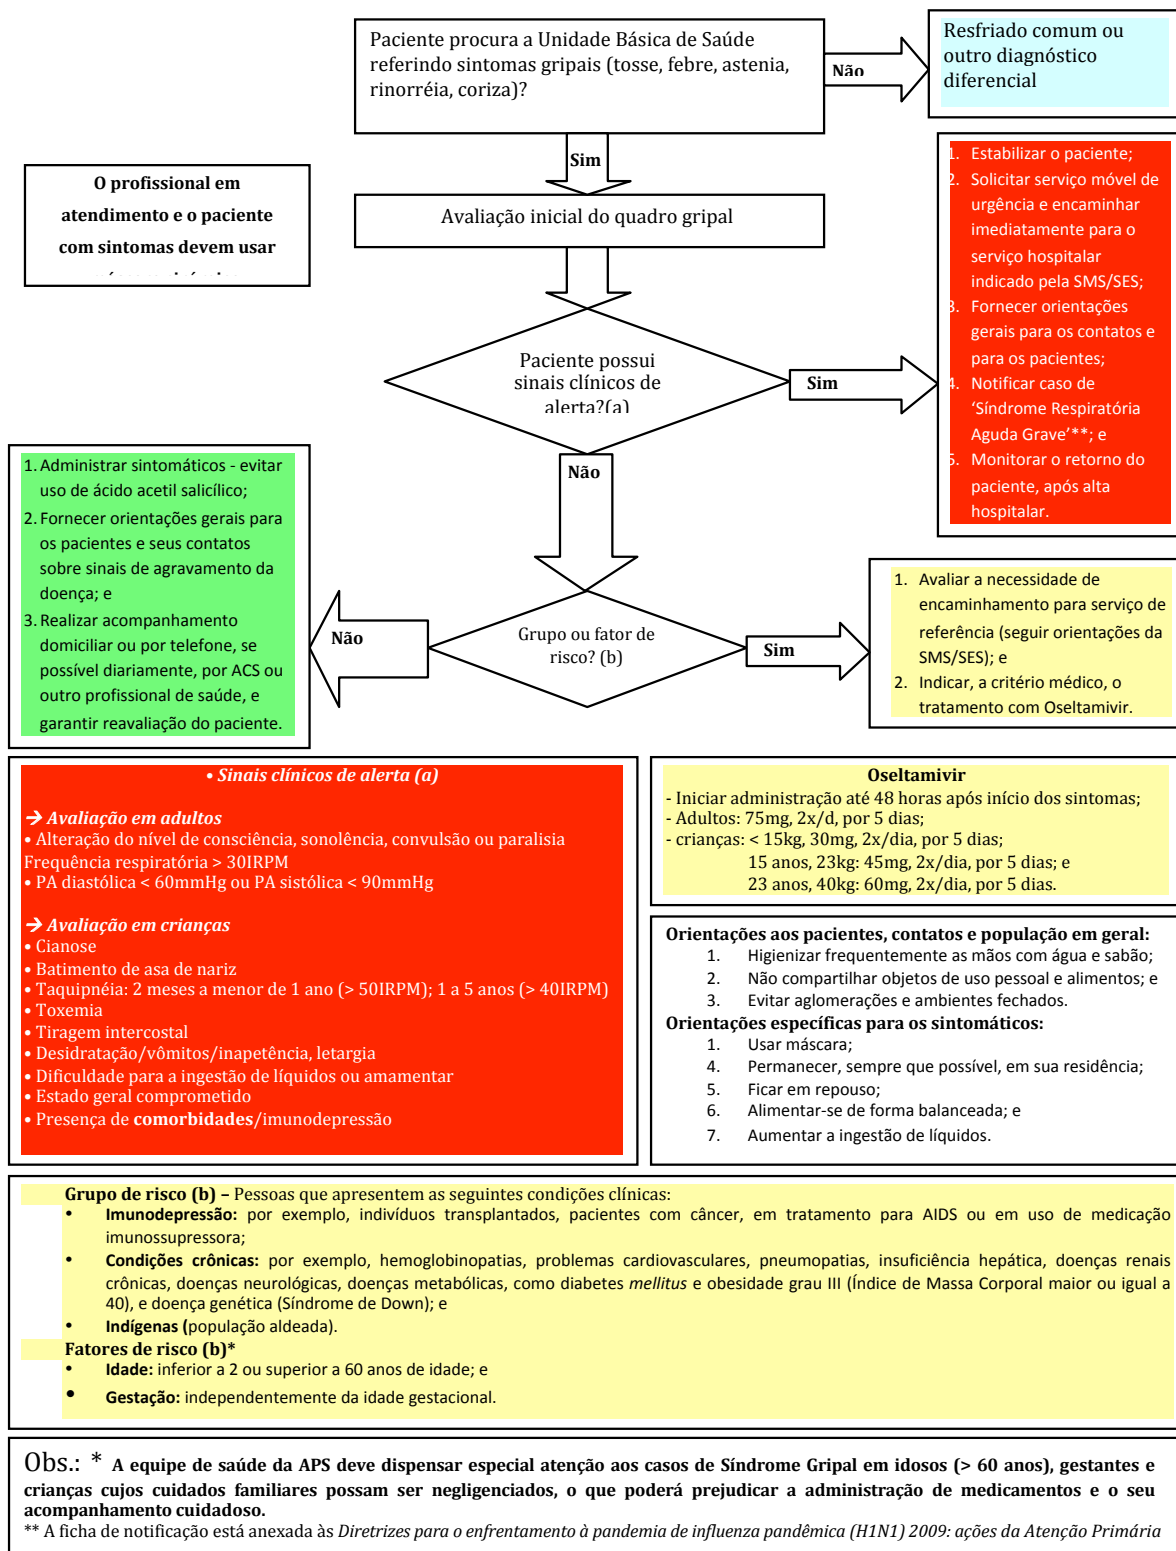 Paciente procura a Unidade Básica de Saúde
referindo sintomas gripais (tosse, febre, astenia,
rinorréia, coriza)?
Não
Resfriado comum ou
outro diagnóstico
diferencial
Sim
O profissional em
atendimento e o paciente
com sintomas devem usar
Avaliação inicial do quadro gripal
1. Estabilizar o paciente;
2. Solicitar serviço móvel de
urgência e encaminhar
imediatamente para o
serviço hospitalar
indicado pela SMS/SES;
3. Fornecer orientações
gerais para os contatos e
para os pacientes;
4. Notificar caso de
‘Síndrome Respiratória
Aguda Grave’**; e
5. Monitorar o retorno do
paciente, após alta
hospitalar.
Paciente possui
sinais clínicos de
alerta?(a)
Sim
Não
1. Administrar sintomáticos - evitar
uso de ácido acetil salicílico;
2. Fornecer orientações gerais para
os pacientes e seus contatos
sobre sinais de agravamento da
doença; e
3. Realizar acompanhamento
domiciliar ou por telefone, se
possível diariamente, por ACS ou
outro profissional de saúde, e
garantir reavaliação do paciente.
Não
Grupo ou fator de
risco? (b)
Sim
1. Avaliar a necessidade de
encaminhamento para serviço de
referência (seguir orientações da
SMS/SES); e
2. Indicar, a critério médico, o
tratamento com Oseltamivir.
• Sinais clínicos de alerta (a)
→ Avaliação em adultos
• Alteração do nível de consciência, sonolência, convulsão ou paralisia
Frequência respiratória > 30IRPM
• PA diastólica < 60mmHg ou PA sistólica < 90mmHg
→ Avaliação em crianças
• Cianose
• Batimento de asa de nariz
• Taquipnéia: 2 meses a menor de 1 ano (> 50IRPM); 1 a 5 anos (> 40IRPM)
• Toxemia
• Tiragem intercostal
• Desidratação/vômitos/inapetência, letargia
• Dificuldade para a ingestão de líquidos ou amamentar
• Estado geral comprometido
• Presença de comorbidades/imunodepressão
Oseltamivir
- Iniciar administração até 48 horas após início dos sintomas;
- Adultos: 75mg, 2x/d, por 5 dias;
- crianças: < 15kg, 30mg, 2x/dia, por 5 dias;
15 anos, 23kg: 45mg, 2x/dia, por 5 dias; e
23 anos, 40kg: 60mg, 2x/dia, por 5 dias.
Orientações aos pacientes, contatos e população em geral:
1. Higienizar frequentemente as mãos com água e sabão;
2. Não compartilhar objetos de uso pessoal e alimentos; e
3. Evitar aglomerações e ambientes fechados.
Orientações específicas para os sintomáticos:
1. Usar máscara;
4. Permanecer, sempre que possível, em sua residência;
5. Ficar em repouso;
6. Alimentar-se de forma balanceada; e
7. Aumentar a ingestão de líquidos.
Grupo de risco (b) – Pessoas que apresentem as seguintes condições clínicas:
• Imunodepressão: por exemplo, indivíduos transplantados, pacientes com câncer, em tratamento para AIDS ou em uso de medicação
imunossupressora;
• Condições crônicas: por exemplo, hemoglobinopatias, problemas cardiovasculares, pneumopatias, insuficiência hepática, doenças renais
crônicas, doenças neurológicas, doenças metabólicas, como diabetes mellitus e obesidade grau III (Índice de Massa Corporal maior ou igual a
40), e doença genética (Síndrome de Down); e
• Indígenas (população aldeada).
Fatores de risco (b)*
• Idade: inferior a 2 ou superior a 60 anos de idade; e
• Gestação: independentemente da idade gestacional.
Obs.: * A equipe de saúde da APS deve dispensar especial atenção aos casos de Síndrome Gripal em idosos (> 60 anos), gestantes e
crianças cujos cuidados familiares possam ser negligenciados, o que poderá prejudicar a administração de medicamentos e o seu
acompanhamento cuidadoso.
** A ficha de notificação está anexada às Diretrizes para o enfrentamento à pandemia de influenza pandêmica (H1N1) 2009: ações da Atenção Primária